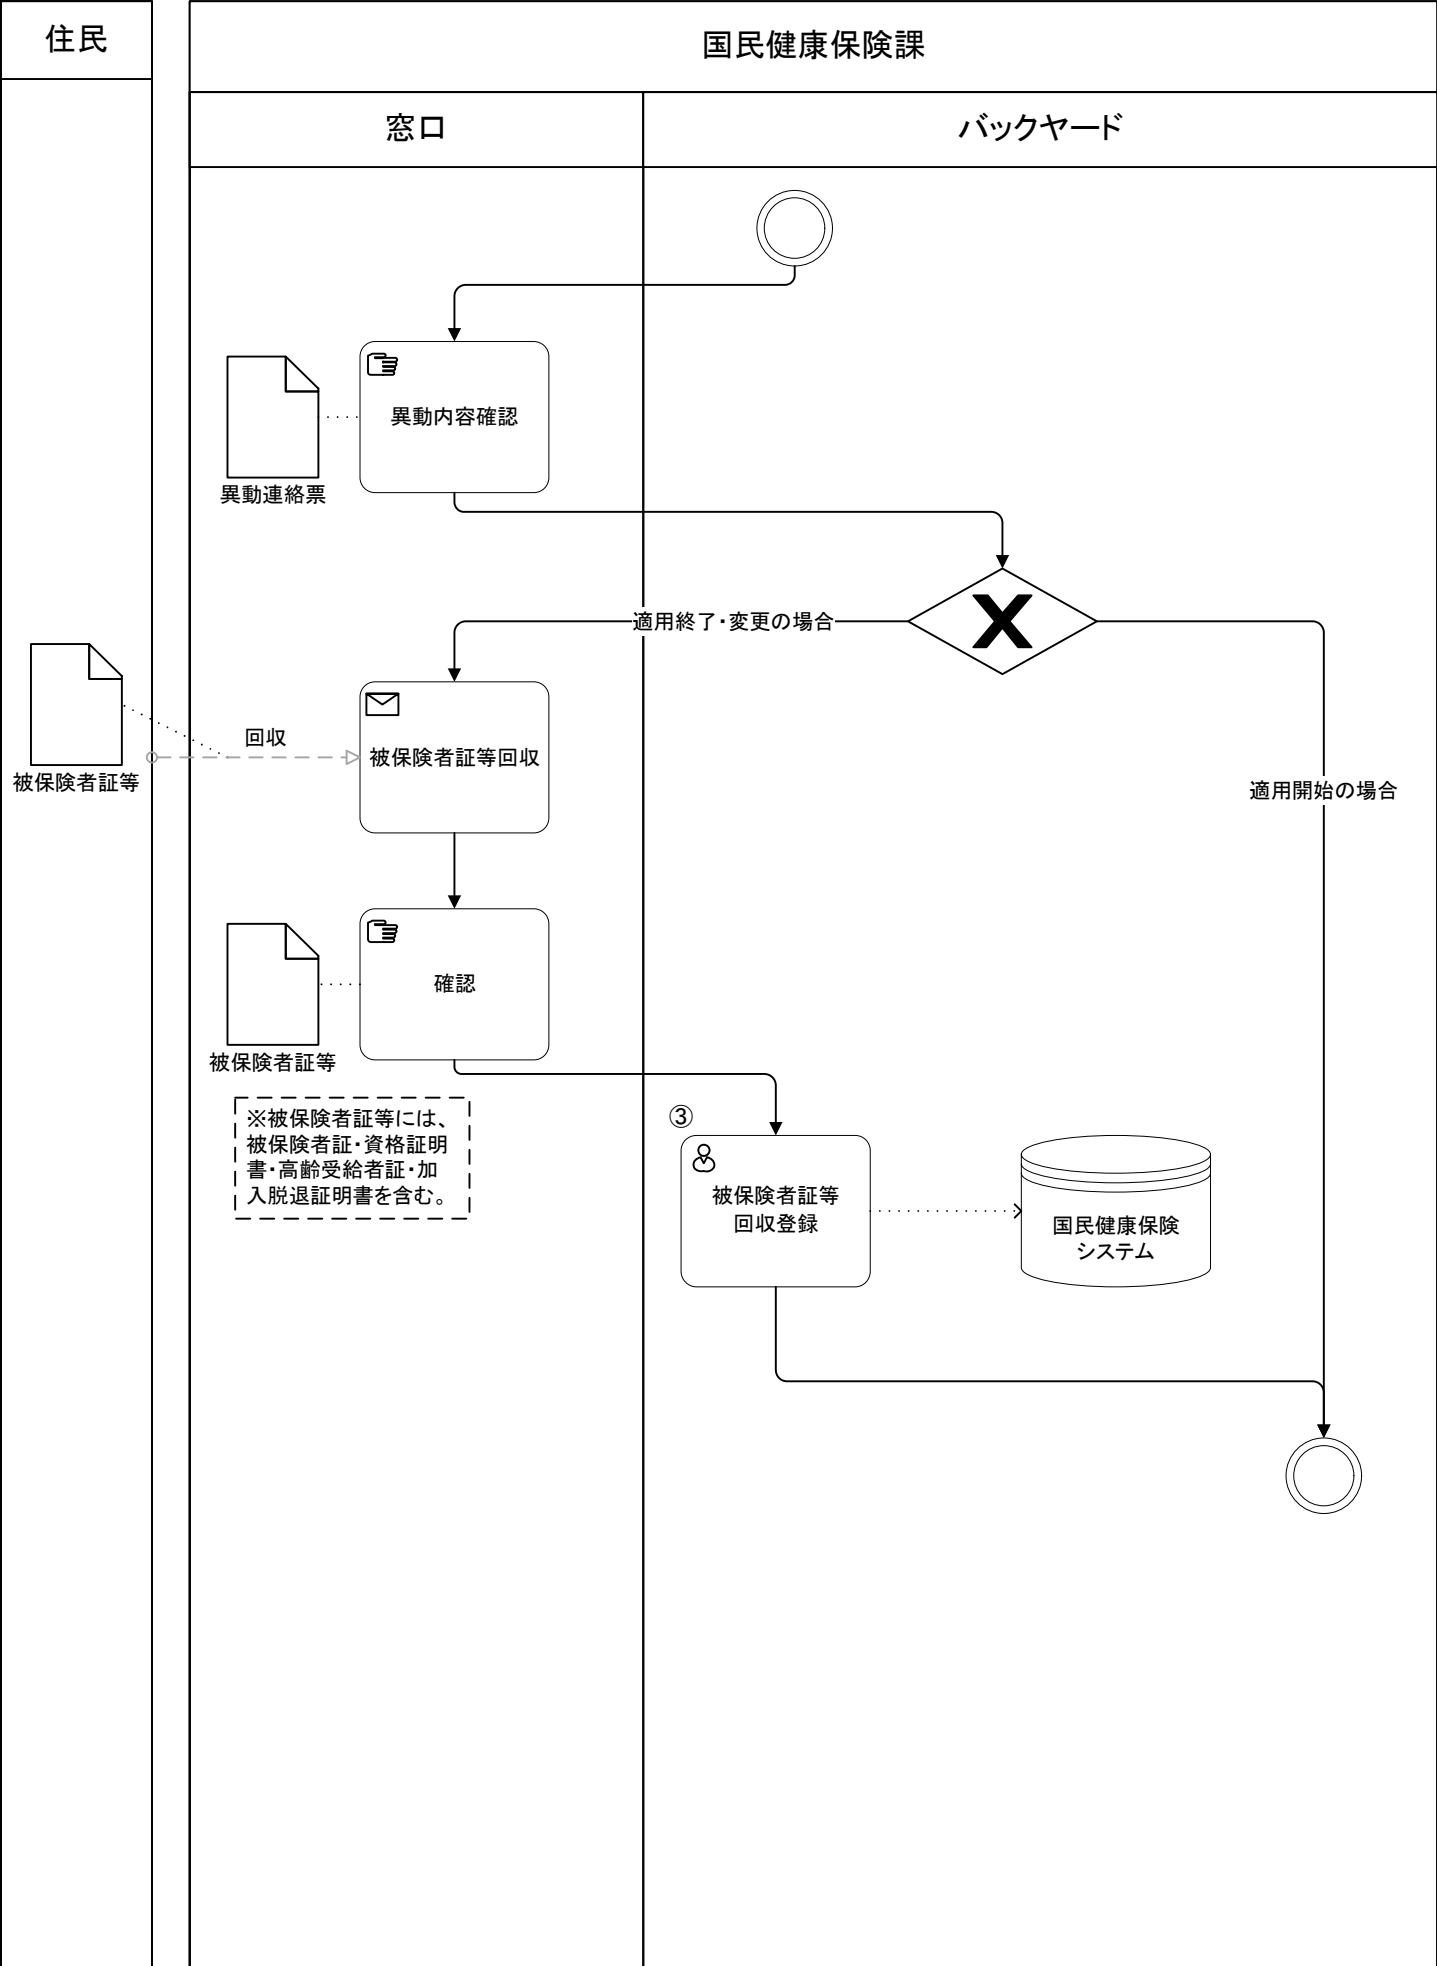 住民
国民健康保険課
窓口
バックヤード
異動内容確認
異動連絡票
適用終了・変更の場合
回収
被保険者証等回収
被保険者証等
適用開始の場合
確認
被保険者証等
※被保険者証等には、
被保険者証・資格証明
書・高齢受給者証・加
入脱退証明書を含む。
③
被保険者証等
回収登録
国民健康保険
システム